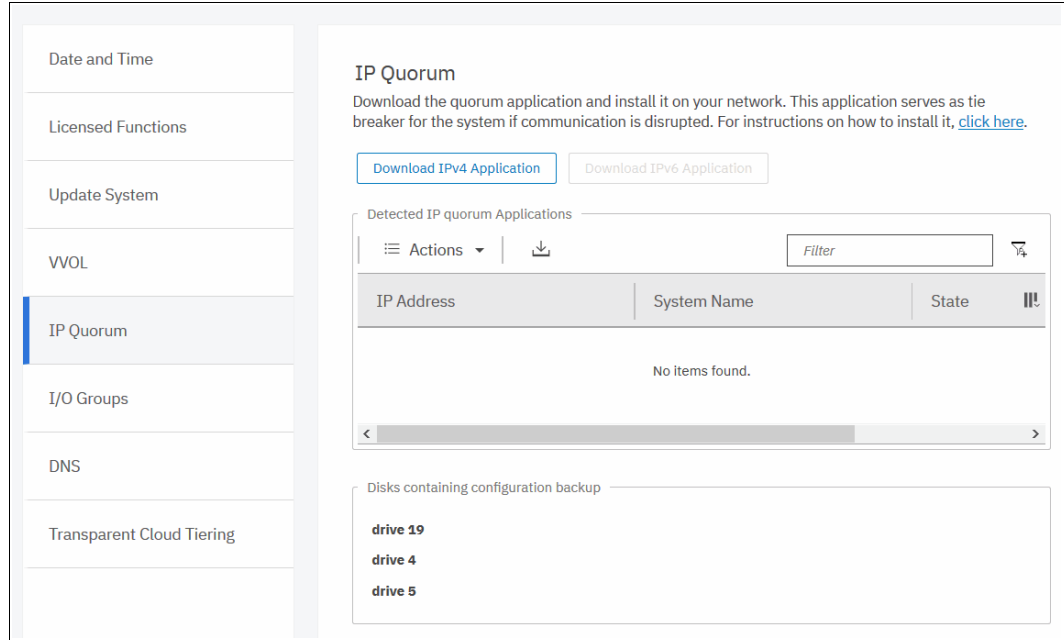 Date and Time
Licensed Functions
Update System
VVOL
IP Quorum
I/O Groups
DNS
Transparent Cloud Tiering
IP Quorum
Download the quorum application and install it on your network. This application serves as tie
breaker for the system if communication is disrupted. For instructions on how to install it, click here.
Download IPv4 Application
Download IPv6 Application
Detected IP quorum Applications
Actions
Filter
IP Address
System Name
State
No items found.
Disks containing configuration backup
drive 19
drive 4
drive 5